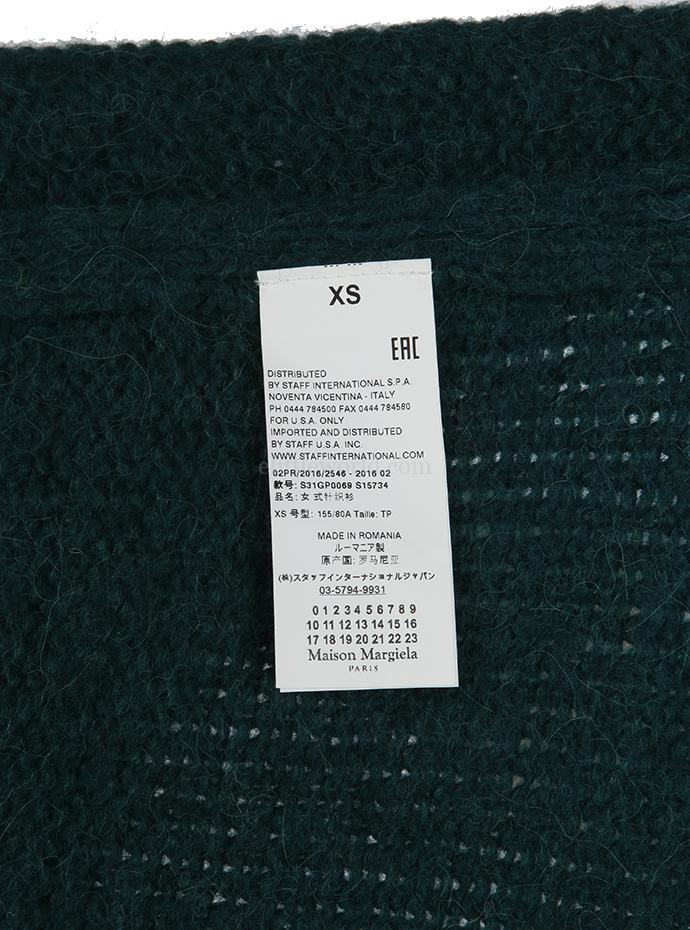 XS
EAC
DISTRIBUTED
BY STAFF INTERNATIONAL S.P.A.
NOVENTA VICENTINA - ITALY
PH 0444 784500 FAX 0444 784580
FOR U.S.A. ONLY
IMPORTED AND DISTRIBUTED
BY STAFF U.S.A. INC.
WWW.STAFFINTERNATIONAL.COM
02PR/2016/2546 - 2016 02
款号: S31GP0069 S15734
品名: 女式针织衫
XS 号型: 155/80A Taille: TP
MADE IN ROMANIA
ルーマニア製
原产国: 罗马尼亚
(株)スタッフインターナショナルジャパン
03-5794-9931
0 1 2 3 4 5 6 7 8 9
10 11 12 13 14 15 16
17 18 19 20 21 22 23
Maison Margiela
PARIS